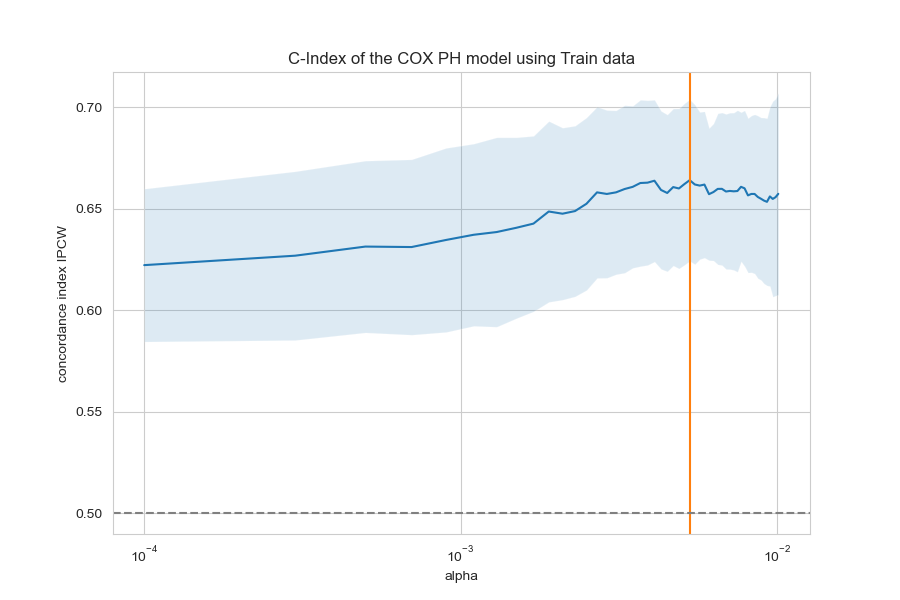 C-Index of the COX PH model using Train data
concordance index IPCW
0.70
0.65
0.60
0.55
0.50
10⁻⁴
10⁻³
10⁻²
alpha